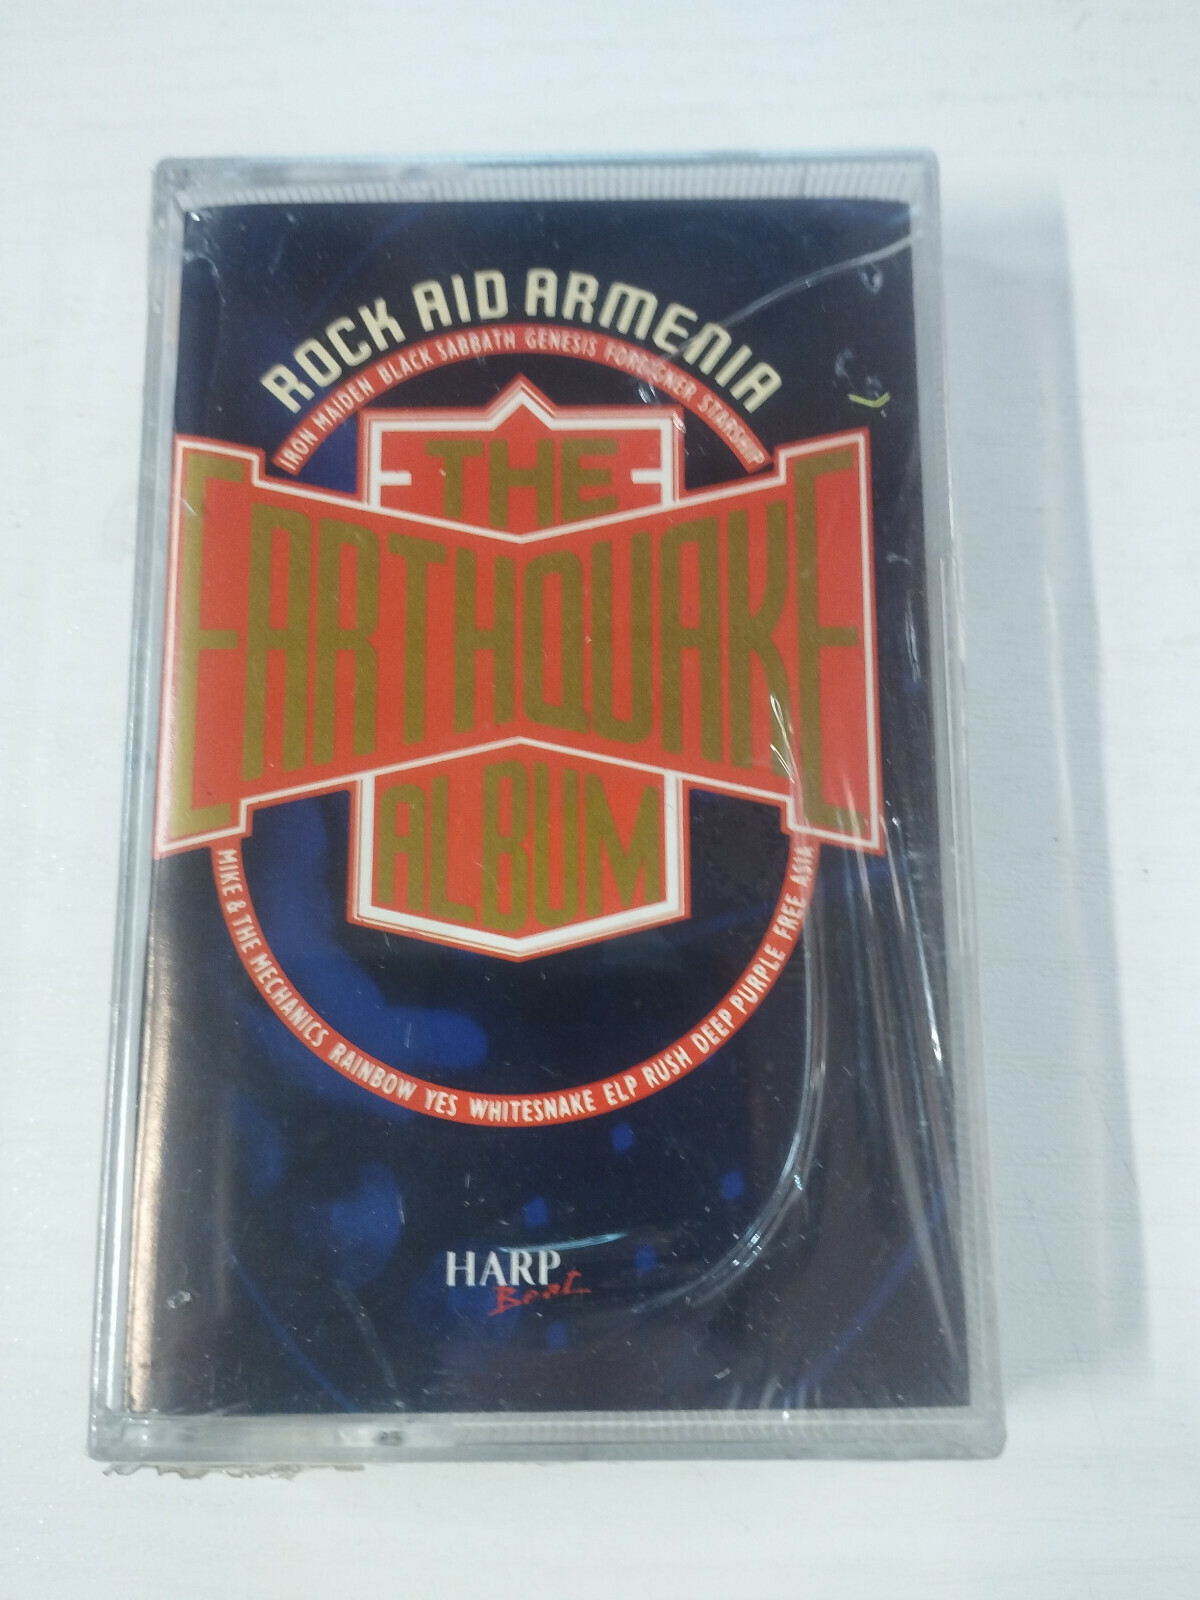 ROCK AID ARMENIA
IRON MAIDEN BLACK SABBATH GENESIS FOREIGNER STARSHIP
THE
EARTHQUAKE
ALBUM
MIKE & THE MECHANICS RAINBOW YES WHITESNAKE ELP RUSH DEEP PURPLE FREE ASIA
HARP
Beat